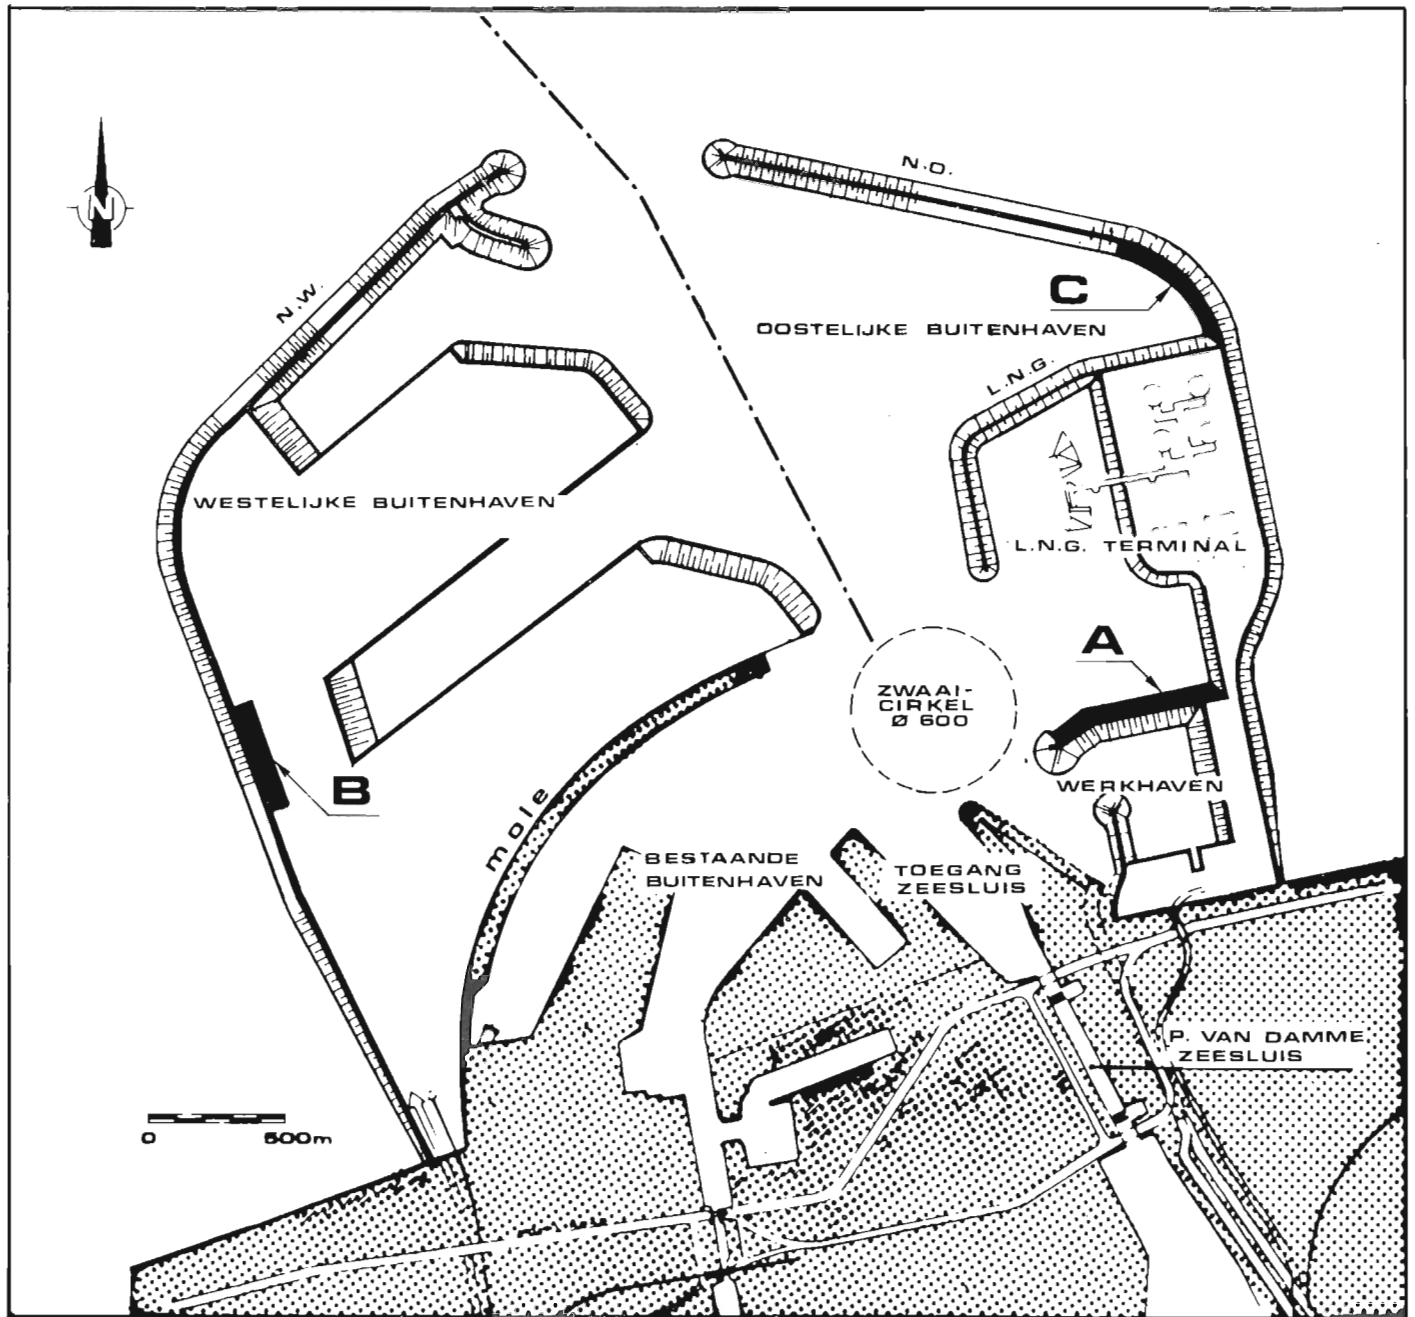 N.O.
N
C
N.W.
OOSTELIJKE BUITENHAVEN
L.N.G.
WESTELIJKE BUITENHAVEN
L.N.G. TERMINAL
A
ZWAAI-
CIRKEL
Ø 600
B
WERKHAVEN
mole
BESTAANDE
BUITENHAVEN
TOEGANG
ZEESLUIS
P. VAN DAMME
ZEESLUIS
0 500m